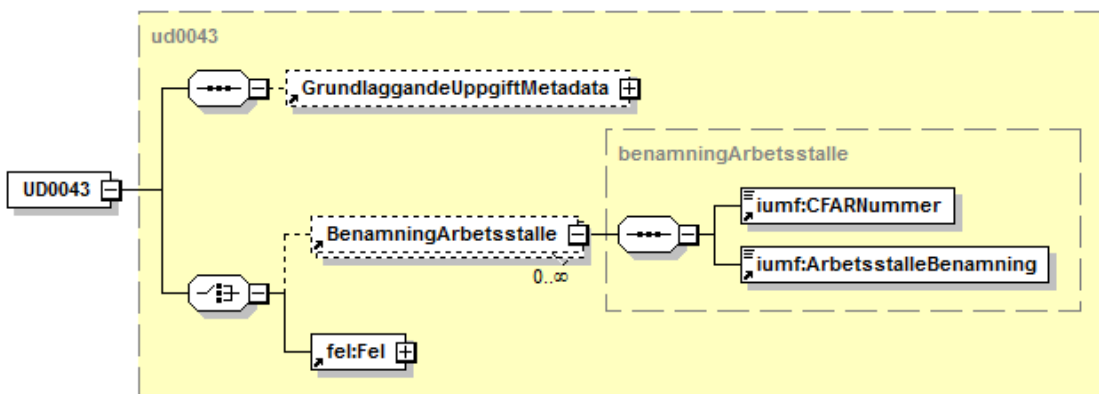 ud0043
GrundlaggandeUppgiftMetadata
benamningArbetsstalle
UD0043
iumf:CFARNummer
BenamningArbetsstalle
iumf:ArbetsstalleBenamning
0..∞
fel:Fel